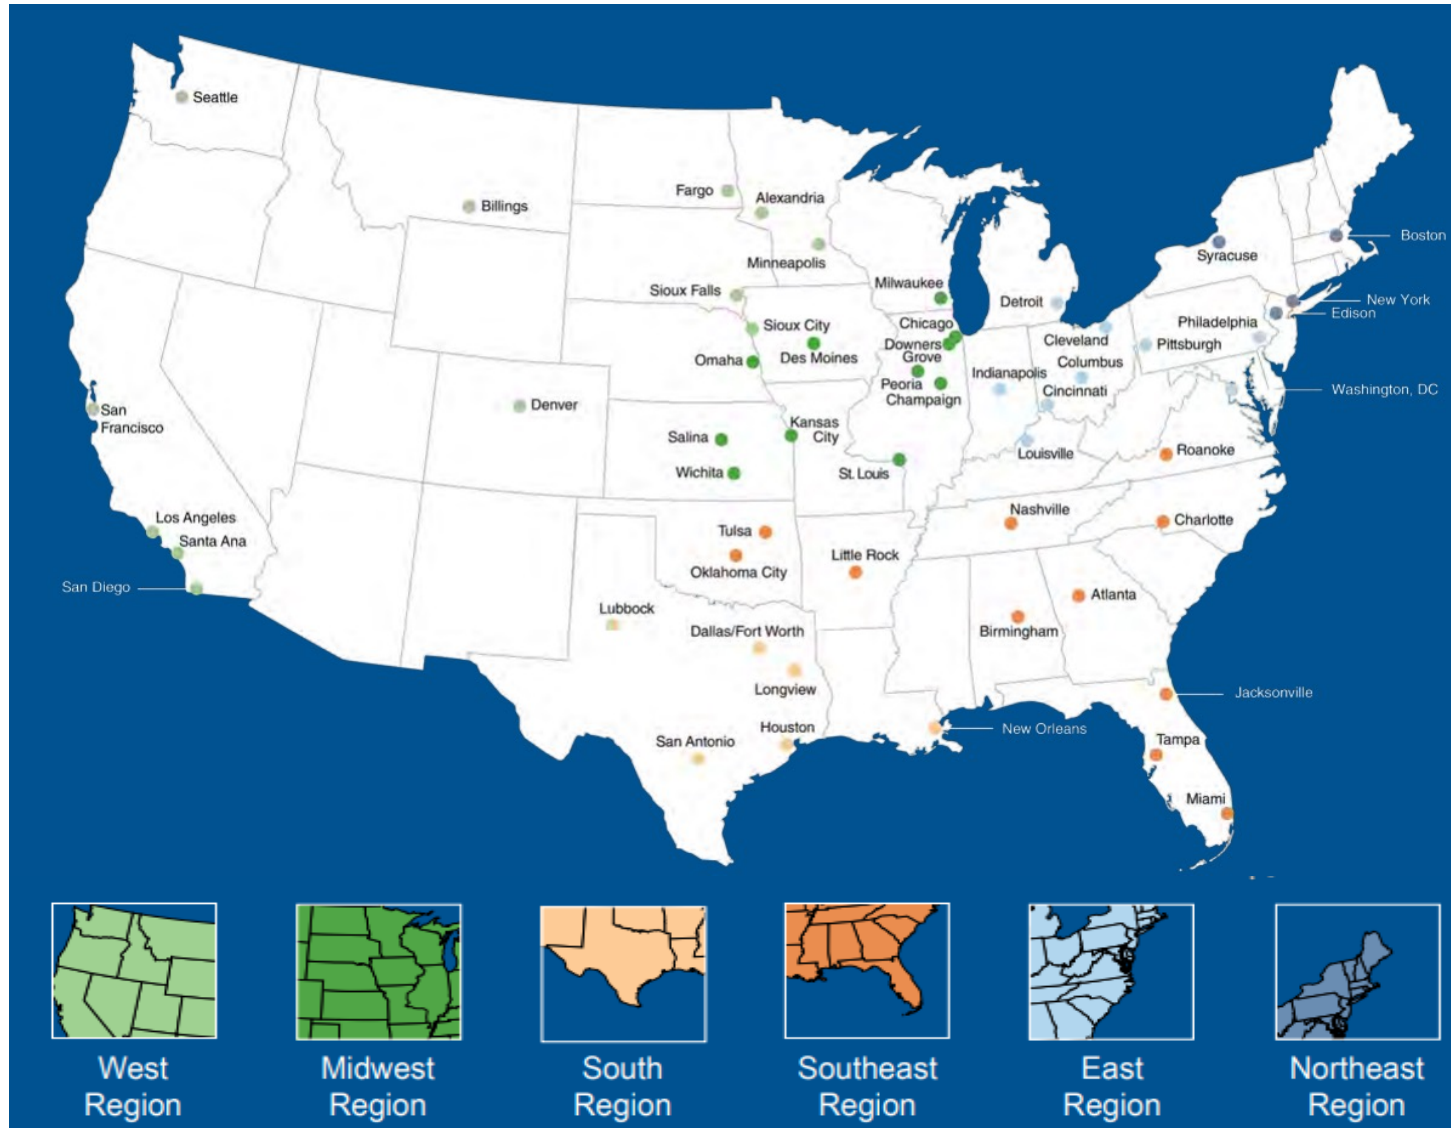 Seattle
Billings
Fargo
Alexandria
Minneapolis
Sioux Falls
Sioux City
Omaha
Des Moines
Milwaukee
Chicago
Downers
Grove
Peoria
Champaign
Detroit
Cleveland
Columbus
Indianapolis
Cincinnati
Louisville
Pittsburgh
Philadelphia
Syracuse
Boston
New York
Edison
Washington, DC
San
Francisco
Denver
Salina
Wichita
Kansas
City
St. Louis
Roanoke
Los Angeles
Santa Ana
San Diego
Tulsa
Oklahoma City
Little Rock
Nashville
Charlotte
Atlanta
Birmingham
Lubbock
Dallas/Fort Worth
Longview
Houston
San Antonio
New Orleans
Jacksonville
Tampa
Miami
West
Region
Midwest
Region
South
Region
Southeast
Region
East
Region
Northeast
Region